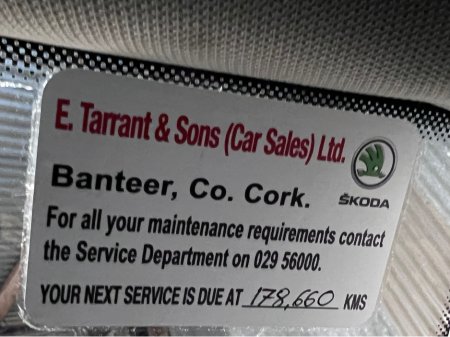 E. Tarrant & Sons (Car Sales) Ltd.
ŠKODA
Banteer, Co. Cork.
For all your maintenance requirements contact
the Service Department on 029 56000.
YOUR NEXT SERVICE IS DUE AT 178,660 KMS